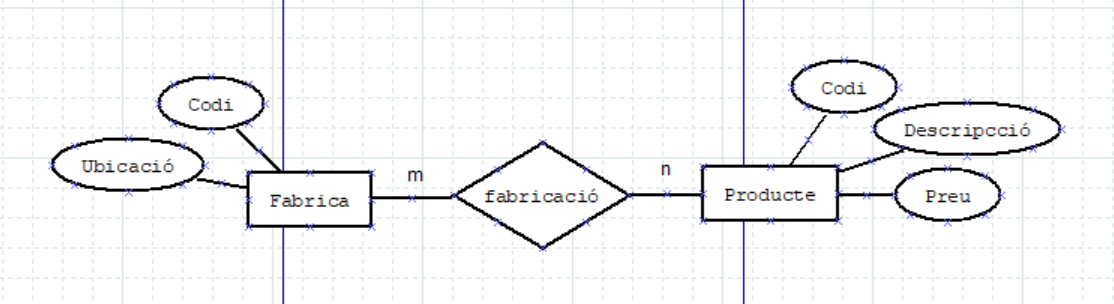 Codi
Ubicació
Fabrica
m
fabricació
n
Producte
Codi
Descripcció
Preu